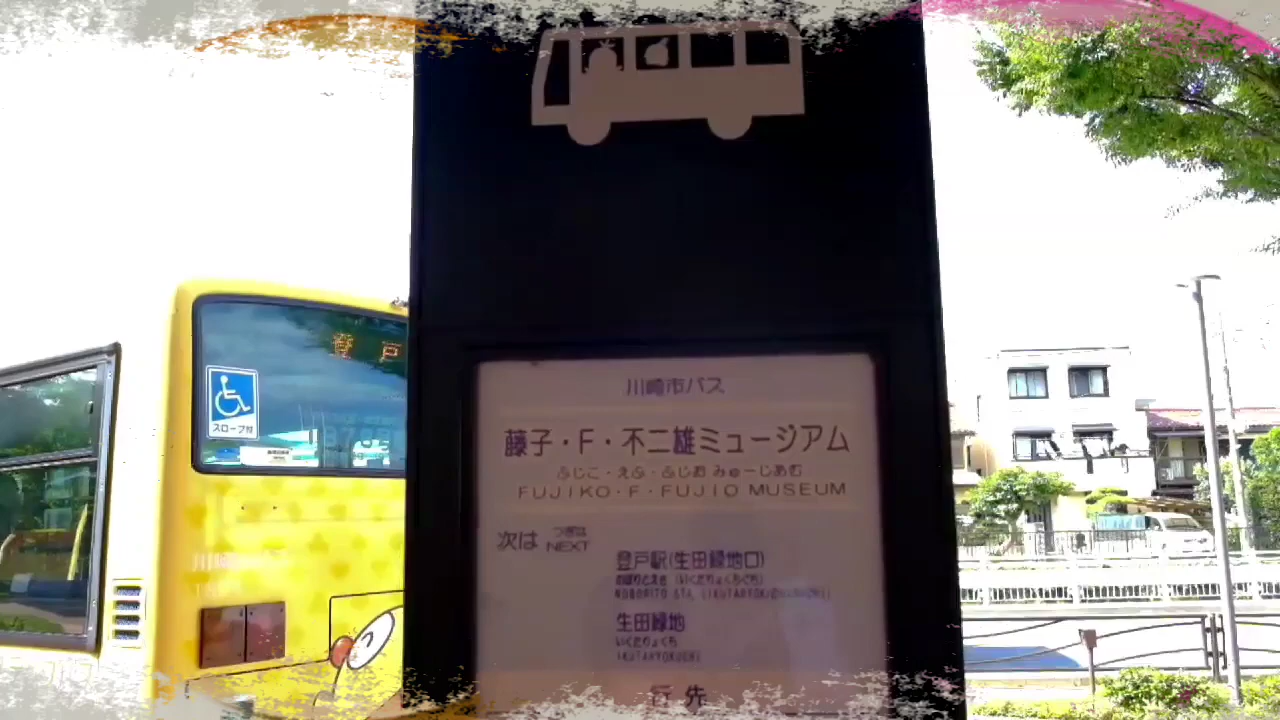 登戸
スロープ付
川崎市バス
藤子・F・不二雄ミュージアム
ふじこ・えふ・ふじお みゅーじあむ
FUJIKO・F・FUJIO MUSEUM
次は つぎは NEXT
登戸駅(生田緑地口)
のぼりとえき(いくたりょくちぐち)
NOBORITO STA.
生田緑地
いくたりょくち
IKUTARYOKUCHI
行先